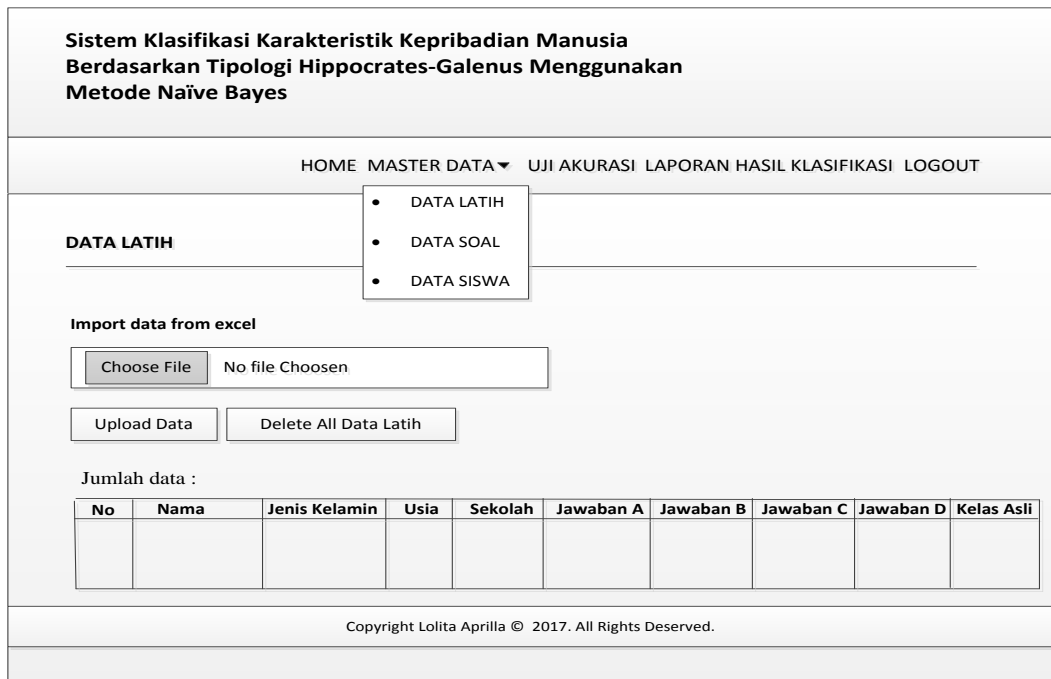 Sistem Klasifikasi Karakteristik Kepribadian Manusia
Berdasarkan Tipologi Hippocrates-Galenus Menggunakan
Metode Naïve Bayes
HOME MASTER DATA UJI AKURASI LAPORAN HASIL KLASIFIKASI LOGOUT
• DATA LATIH
• DATA SOAL
• DATA SISWA
DATA LATIH
Import data from excel
Choose File No file Choosen
Upload Data Delete All Data Latih
Jumlah data :
No Nama Jenis Kelamin Usia Sekolah Jawaban A Jawaban B Jawaban C Jawaban D Kelas Asli
Copyright Lolita Aprilla © 2017. All Rights Deserved.